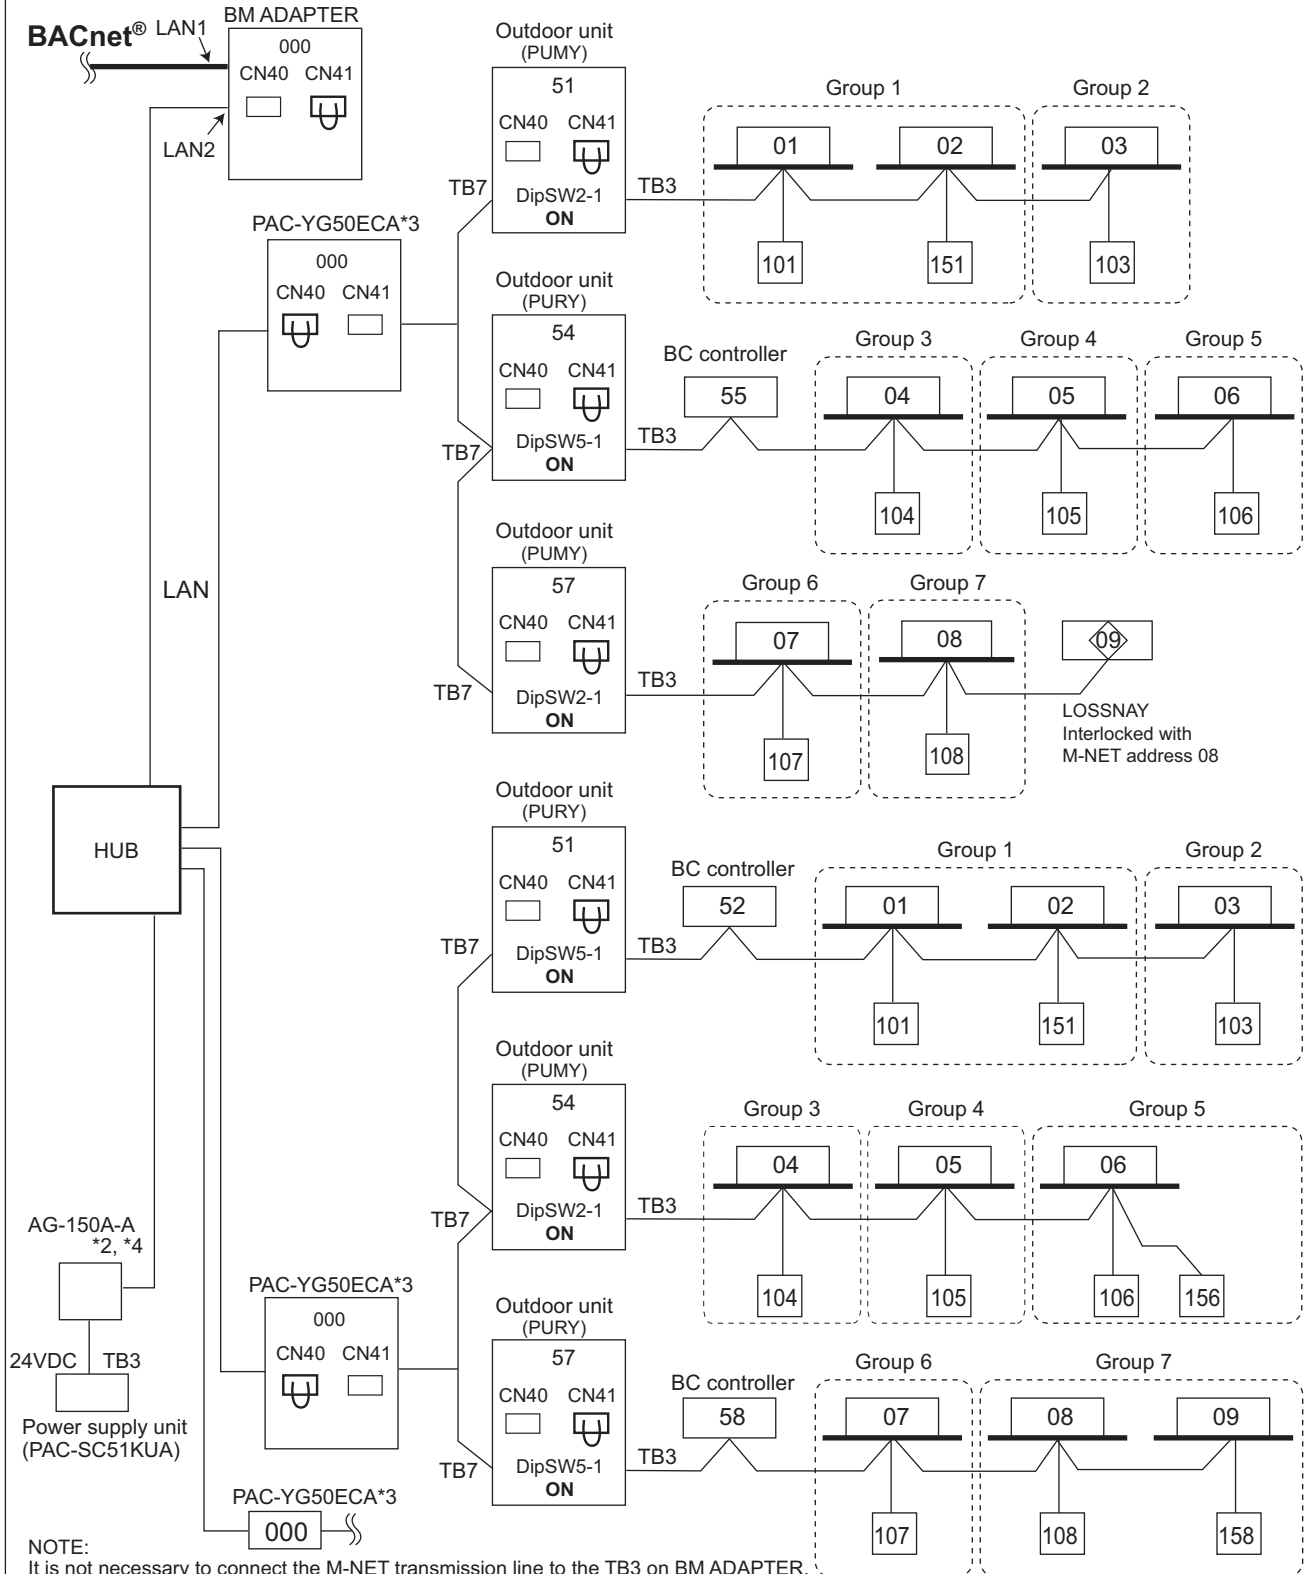 BACnet® LAN1
BM ADAPTER
000
CN40 CN41
LAN2
PAC-YG50ECA*3
000
CN40 CN41
Outdoor unit
(PUMY)
51
CN40 CN41
DipSW2-1
ON
TB7
TB3
Group 1
Group 2
01
02
03
101
151
103
Outdoor unit
(PURY)
54
CN40 CN41
DipSW5-1
ON
TB7
TB3
BC controller
55
Group 3
Group 4
Group 5
04
05
06
104
105
106
Outdoor unit
(PUMY)
57
CN40 CN41
DipSW2-1
ON
TB7
TB3
Group 6
Group 7
07
08
09
107
108
LOSSNAY
Interlocked with
M-NET address 08
LAN
HUB
Outdoor unit
(PURY)
51
CN40 CN41
DipSW5-1
ON
TB7
TB3
BC controller
52
Group 1
Group 2
01
02
03
101
151
103
Outdoor unit
(PUMY)
54
CN40 CN41
DipSW2-1
ON
TB7
TB3
Group 3
Group 4
Group 5
04
05
06
104
105
106
156
AG-150A-A
*2, *4
24VDC TB3
Power supply unit
(PAC-SC51KUA)
PAC-YG50ECA*3
000
CN40 CN41
Outdoor unit
(PURY)
57
CN40 CN41
DipSW5-1
ON
TB7
TB3
BC controller
58
Group 6
Group 7
07
08
09
107
108
158
PAC-YG50ECA*3
000
NOTE:
It is not necessary to connect the M-NET transmission line to the TB3 on BM ADAPTER.